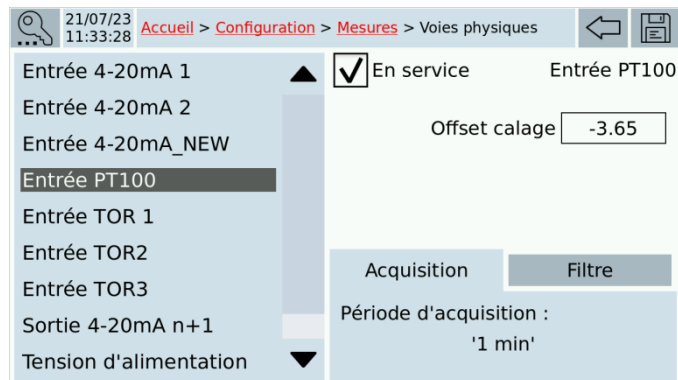 21/07/23
11:33:28
Accueil > Configuration > Mesures > Voies physiques
Entrée 4-20mA 1
Entrée 4-20mA 2
Entrée 4-20mA_NEW
Entrée PT100
Entrée TOR 1
Entrée TOR2
Entrée TOR3
Sortie 4-20mA n+1
Tension d'alimentation
En service
Entrée PT100
Offset calage -3.65
Acquisition
Filtre
Période d'acquisition :
'1 min'